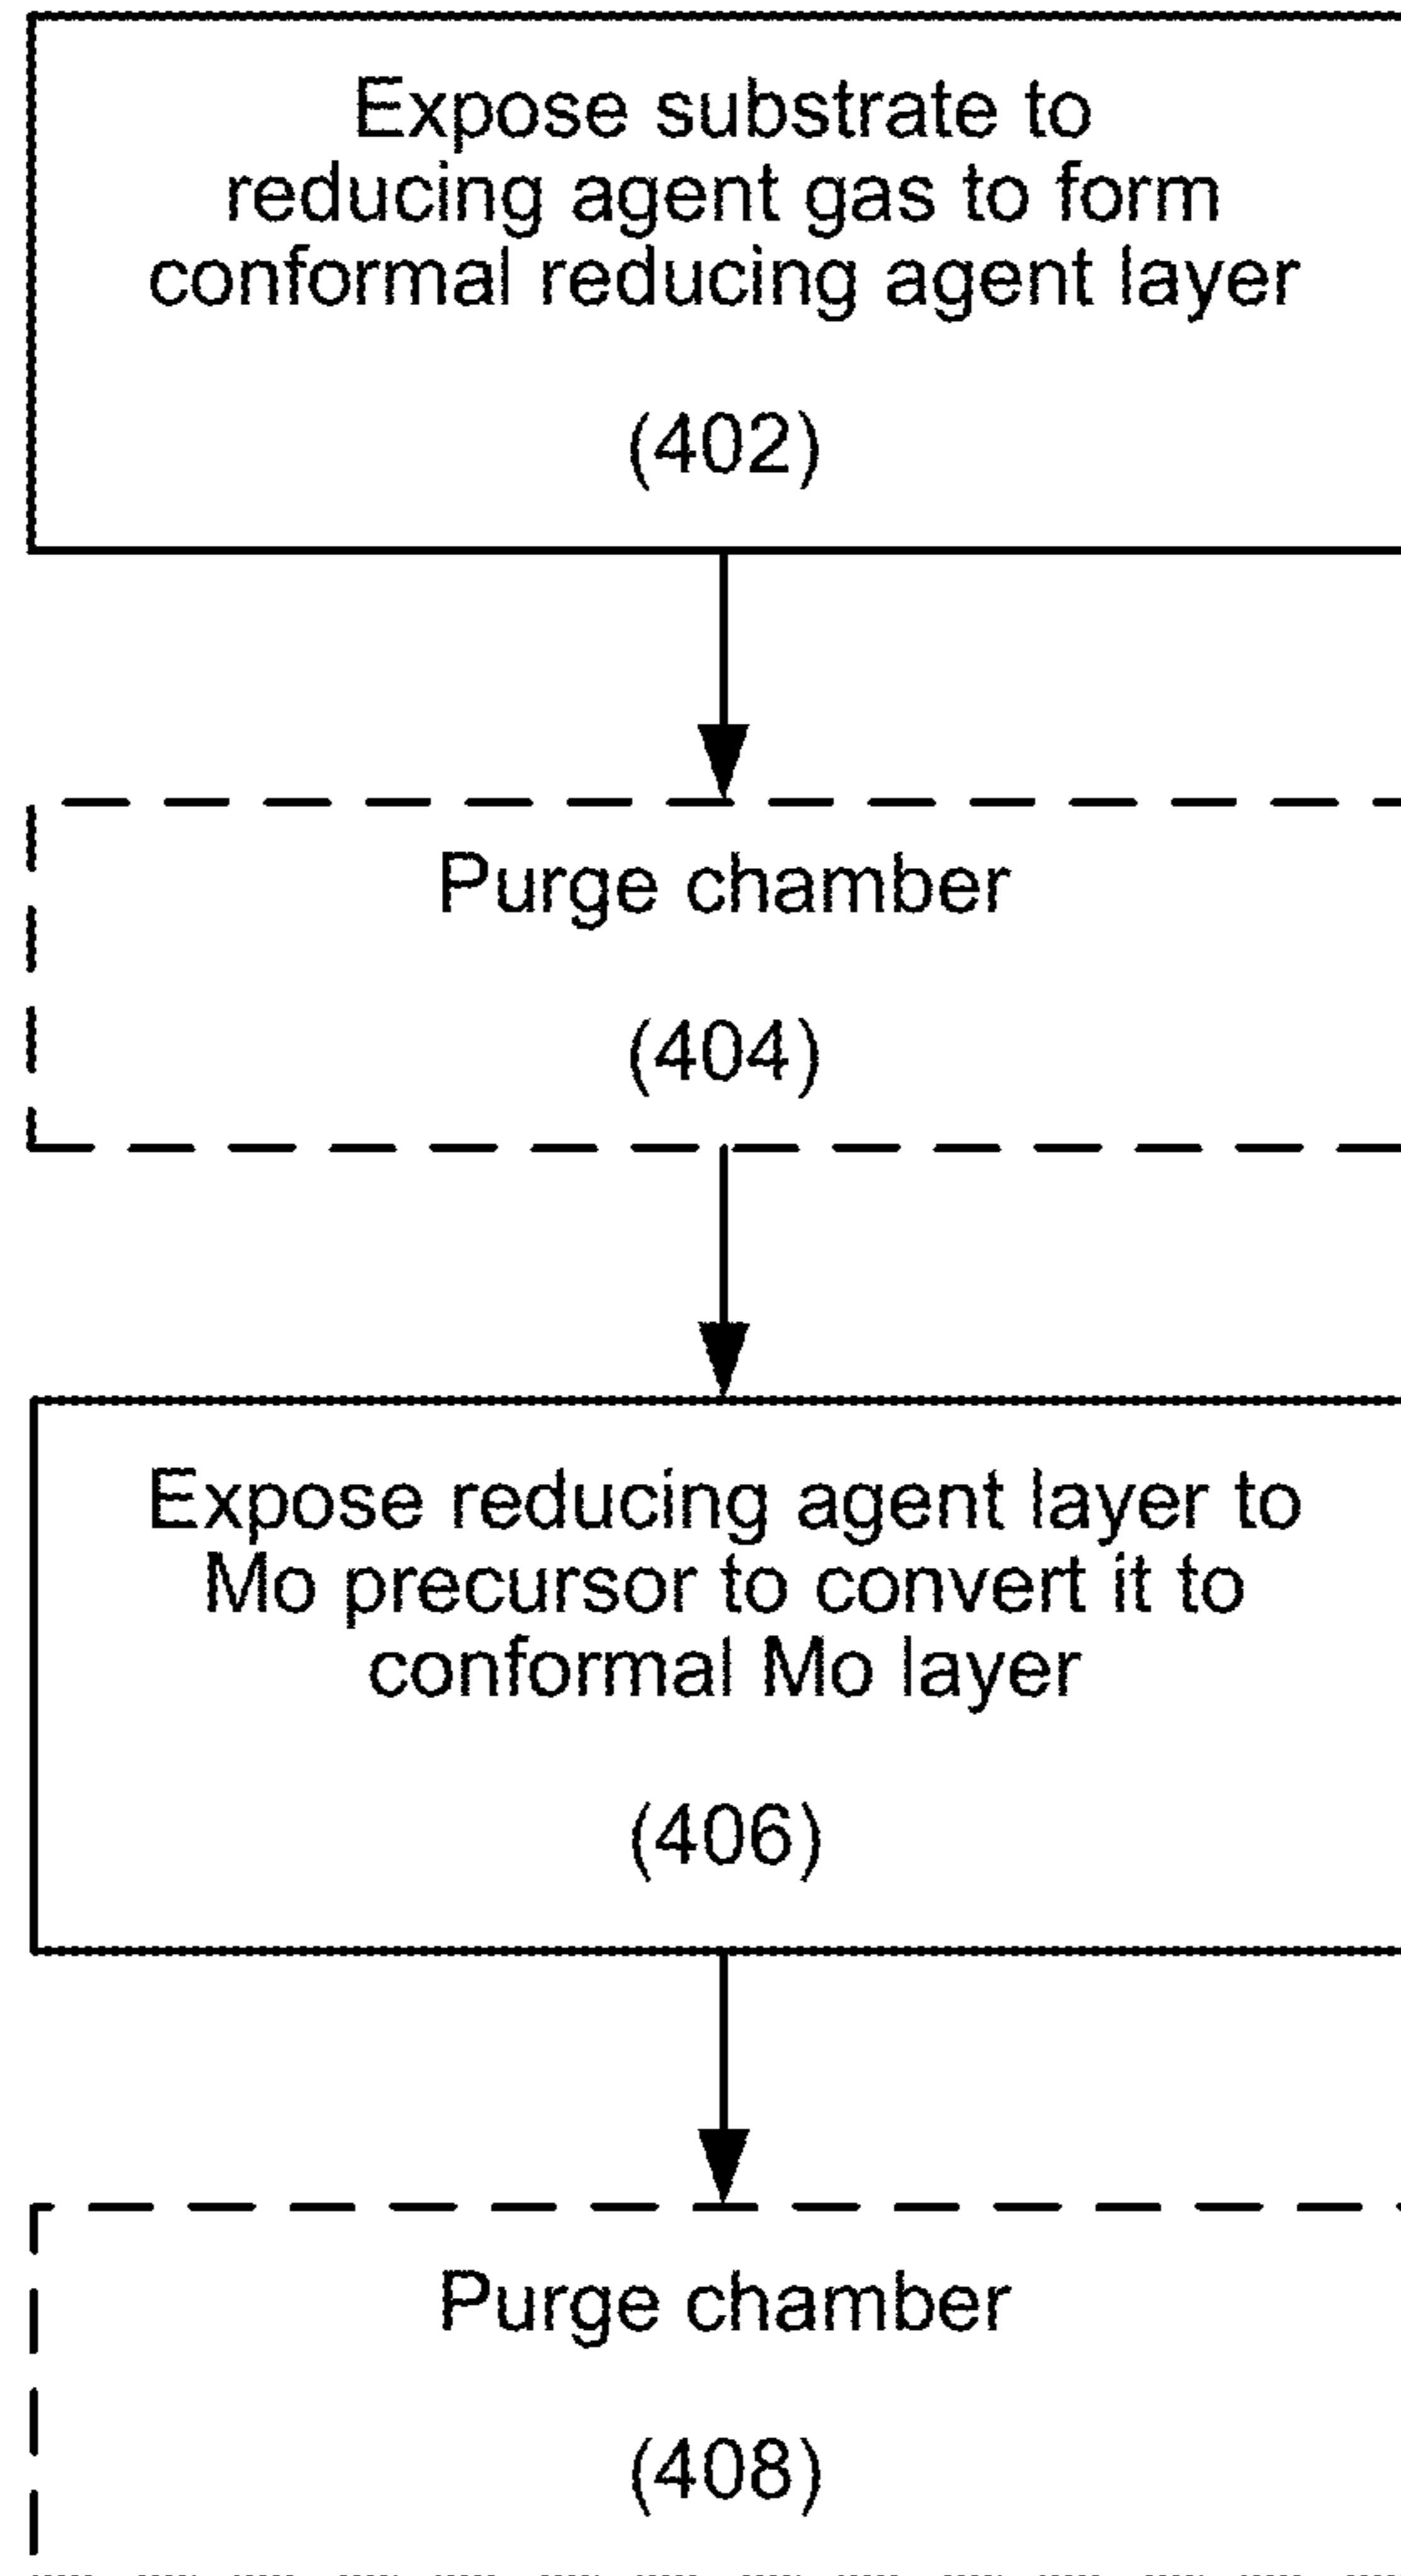 Expose substrate to
reducing agent gas to form
conformal reducing agent layer
(402)
Purge chamber
(404)
Expose reducing agent layer to
Mo precursor to convert it to
conformal Mo layer
(406)
Purge chamber
(408)